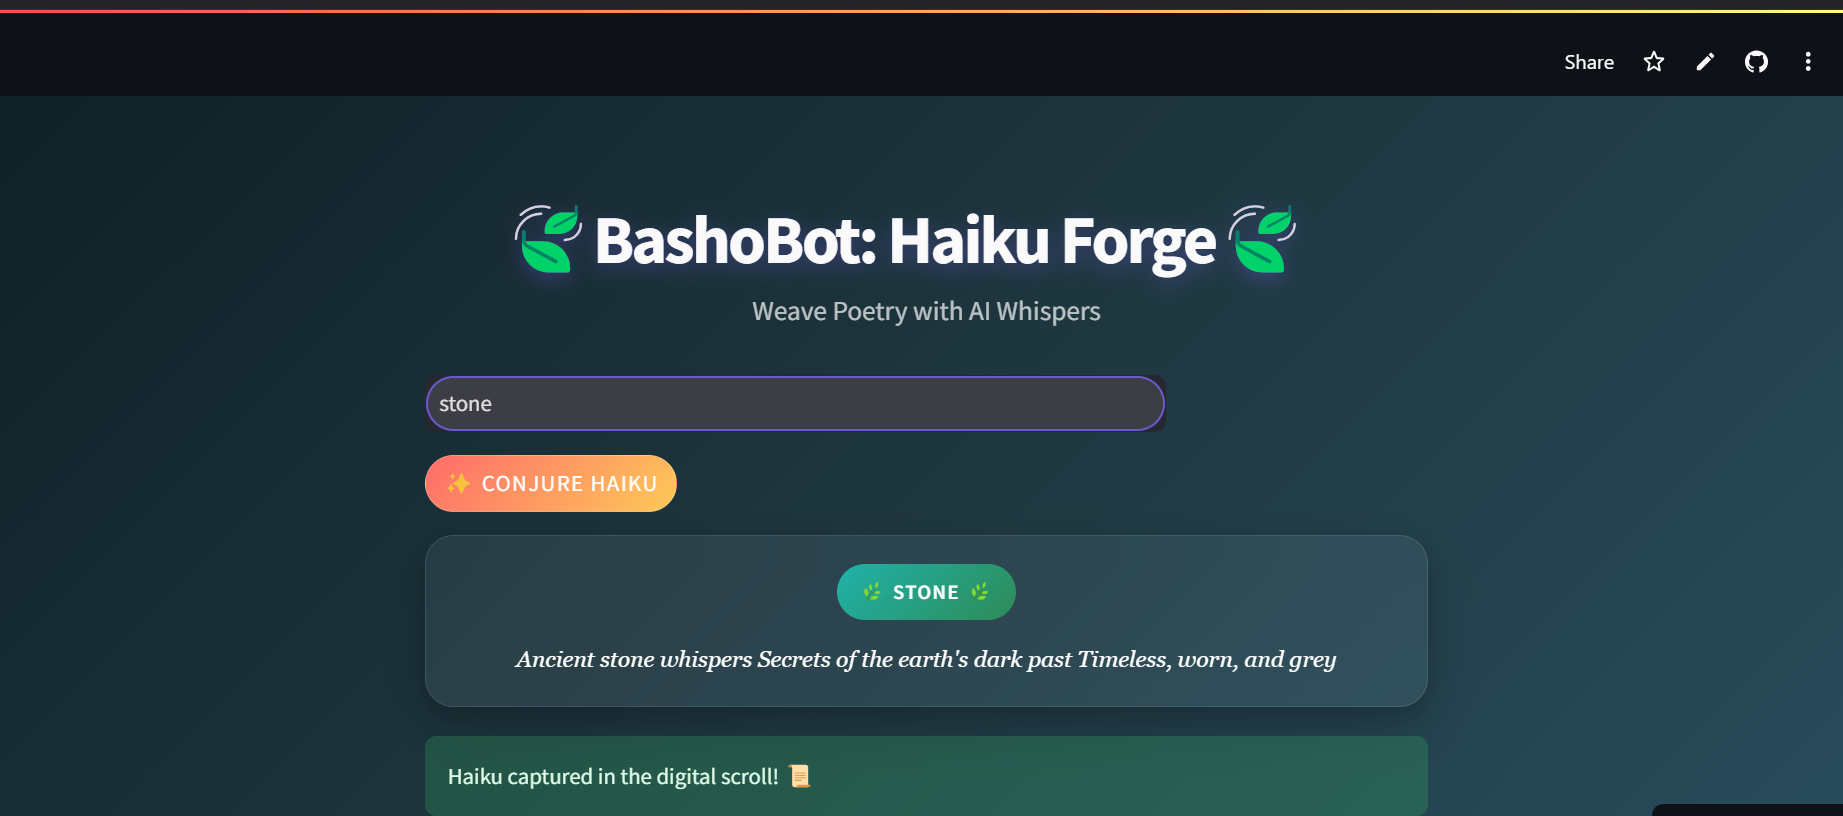 Share
BashoBot: Haiku Forge
Weave Poetry with AI Whispers
stone
CONJURE HAIKU
STONE
Ancient stone whispers Secrets of the earth's dark past Timeless, worn, and grey
Haiku captured in the digital scroll!